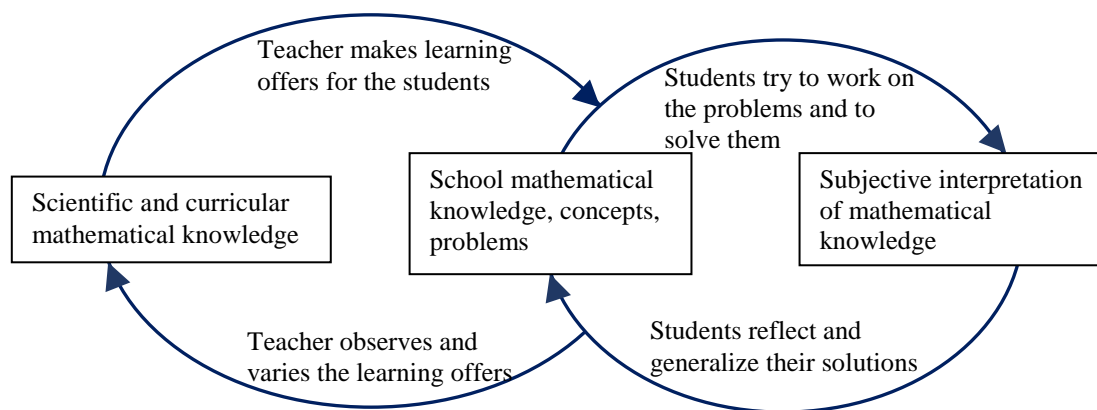 Teacher makes learning
offers for the students
Students try to work on
the problems and to
solve them
Scientific and curricular
mathematical knowledge
School mathematical
knowledge, concepts,
problems
Subjective interpretation
of mathematical
knowledge
Teacher observes and
varies the learning offers
Students reflect and
generalize their solutions